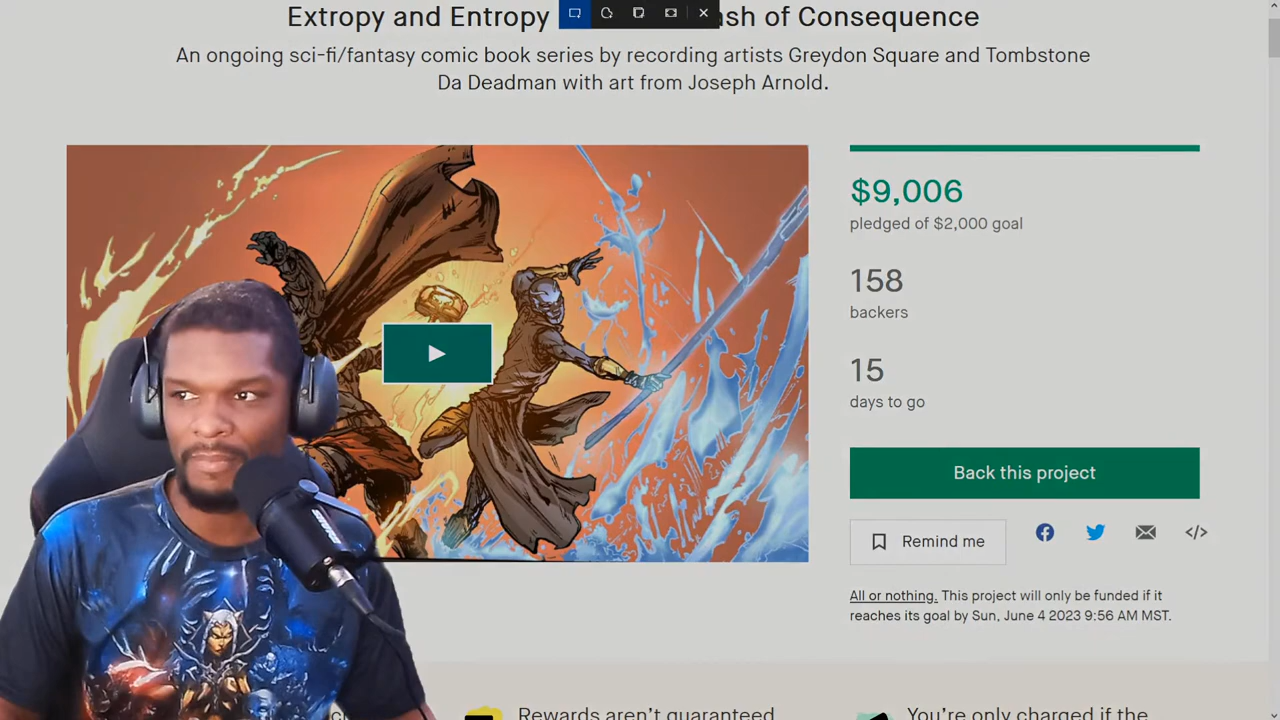 Extropy and Entropy
ash of Consequence
An ongoing sci-fi/fantasy comic book series by recording artists Greydon Square and Tombstone
Da Deadman with art from Joseph Arnold.
$9,006
pledged of $2,000 goal
158
backers
15
days to go
Back this project
Remind me
All or nothing. This project will only be funded if it
reaches its goal by Sun, June 4 2023 9:56 AM MST.
Rewards aren't guaranteed
You're only charged if the